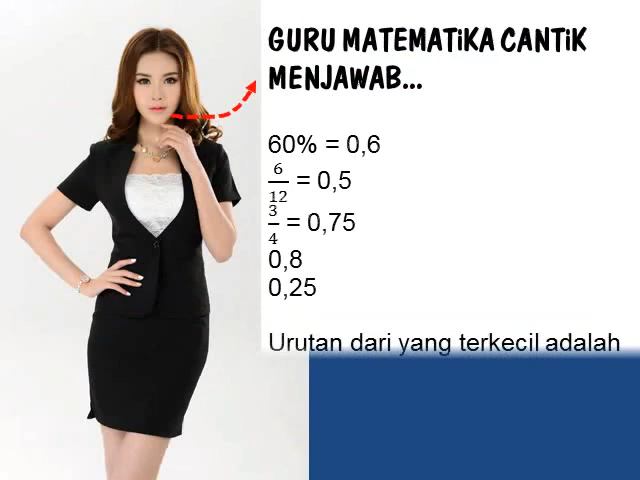 GURU MATEMATiKA CANTiK
MENJAWAB...
60% = 0,6
6/12 = 0,5
3/4 = 0,75
0,8
0,25
Urutan dari yang terkecil adalah